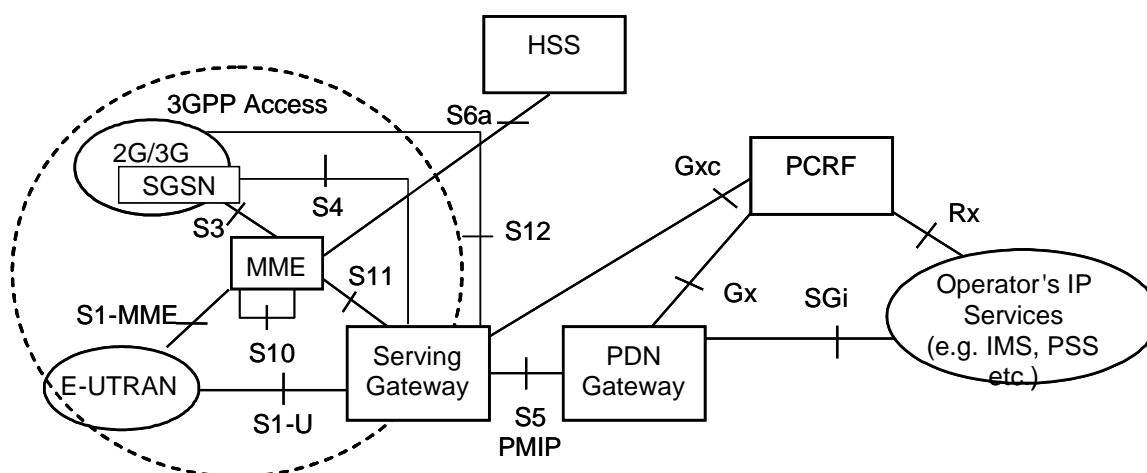 HSS
3GPP Access
S6a
2G/3G
SGSN
Gxc
PCRF
S4
S3
Rx
S12
MME
S11
Gx
SGi
Operator's IP
Services
(e.g. IMS, PSS
etc.)
S1-MME
S10
Serving
Gateway
PDN
Gateway
E-UTRAN
S1-U
S5
PMIP